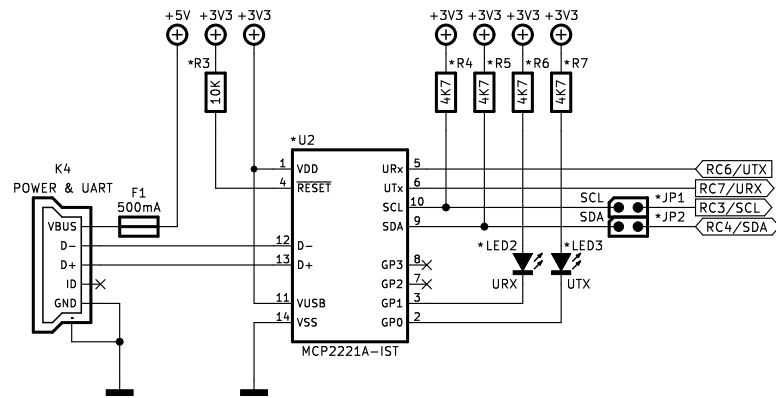 +5V +3V3 +3V3 +3V3 +3V3 +3V3 +3V3
*R3 *R4 *R5 *R6 *R7
10K 4K7 4K7 4K7 4K7
*U2
K4
POWER & UART
F1
500mA
VBUS
D-
D+
ID
GND
1 VDD URx 5 RC6/UTX
4 RESET UTx 6 RC7/URX
SCL 10 SCL *JP1 RC3/SCL
SDA 9 SDA *JP2 RC4/SDA
12 D-
13 D+
GP3 8
GP2 7
11 VUSB GP1 3
14 VSS GP0 2
*LED2 *LED3
URX UTX
MCP2221A-IST